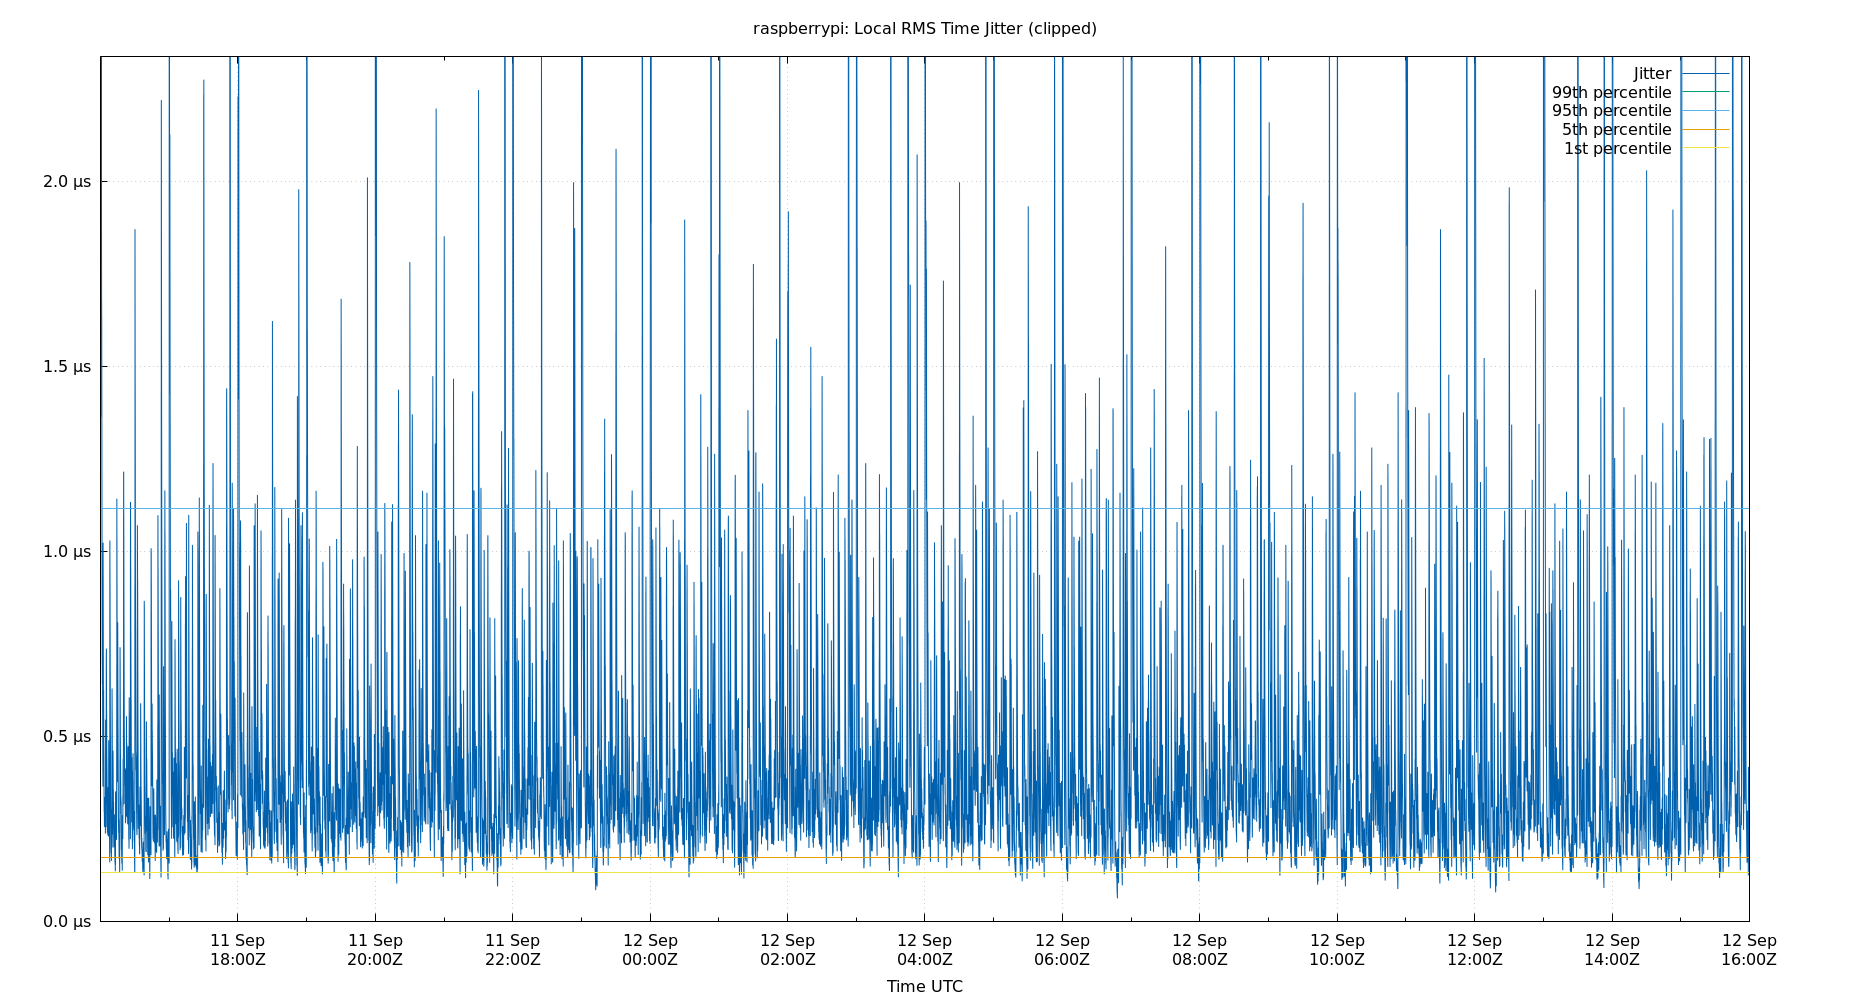 raspberrypi: Local RMS Time Jitter (clipped)
Jitter
99th percentile
95th percentile
5th percentile
1st percentile
2.0 µs
1.5 µs
1.0 µs
0.5 µs
0.0 µs
11 Sep 11 Sep 11 Sep 12 Sep 12 Sep 12 Sep 12 Sep 12 Sep 12 Sep 12 Sep 12 Sep 12 Sep
18:00Z 20:00Z 22:00Z 00:00Z 02:00Z 04:00Z 06:00Z 08:00Z 10:00Z 12:00Z 14:00Z 16:00Z
Time UTC